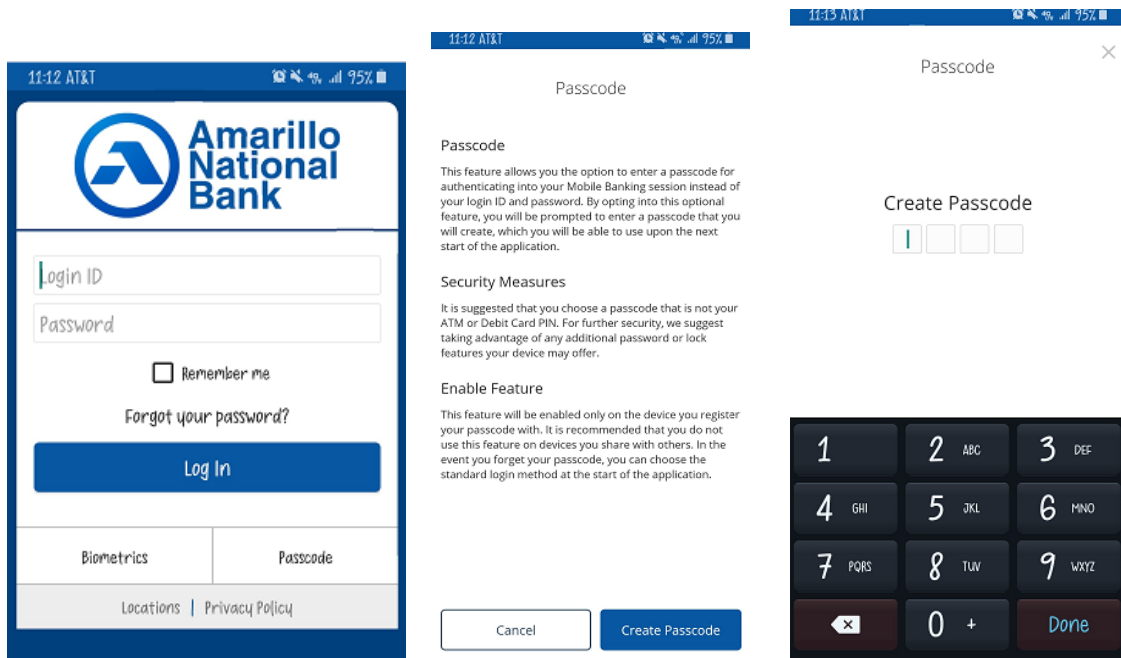 11:12 AT&T 95%
Amarillo
National
Bank
Login ID
Password
Remember me
Forgot your password?
Log In
Biometrics Passcode
Locations | Privacy Policy
11:12 AT&T 95%
Passcode
Passcode
This feature allows you the option to enter a passcode for
authenticating into your Mobile Banking session instead of
your login ID and password. By opting into this optional
feature, you will be prompted to enter a passcode that you
will create, which you will be able to use upon the next
start of the application.
Security Measures
It is suggested that you choose a passcode that is not your
ATM or Debit Card PIN. For further security, we suggest
taking advantage of any additional password or lock
features your device may offer.
Enable Feature
This feature will be enabled only on the device you register
your passcode with. It is recommended that you do not
use this feature on devices you share with others. In the
event you forget your passcode, you can choose the
standard login method at the start of the application.
Cancel Create Passcode
11:13 AT&T 95%
Passcode
Create Passcode
1 2 ABC 3 DEF
4 GHI 5 JKL 6 MNO
7 PQRS 8 TUV 9 WXYZ
0 + Done